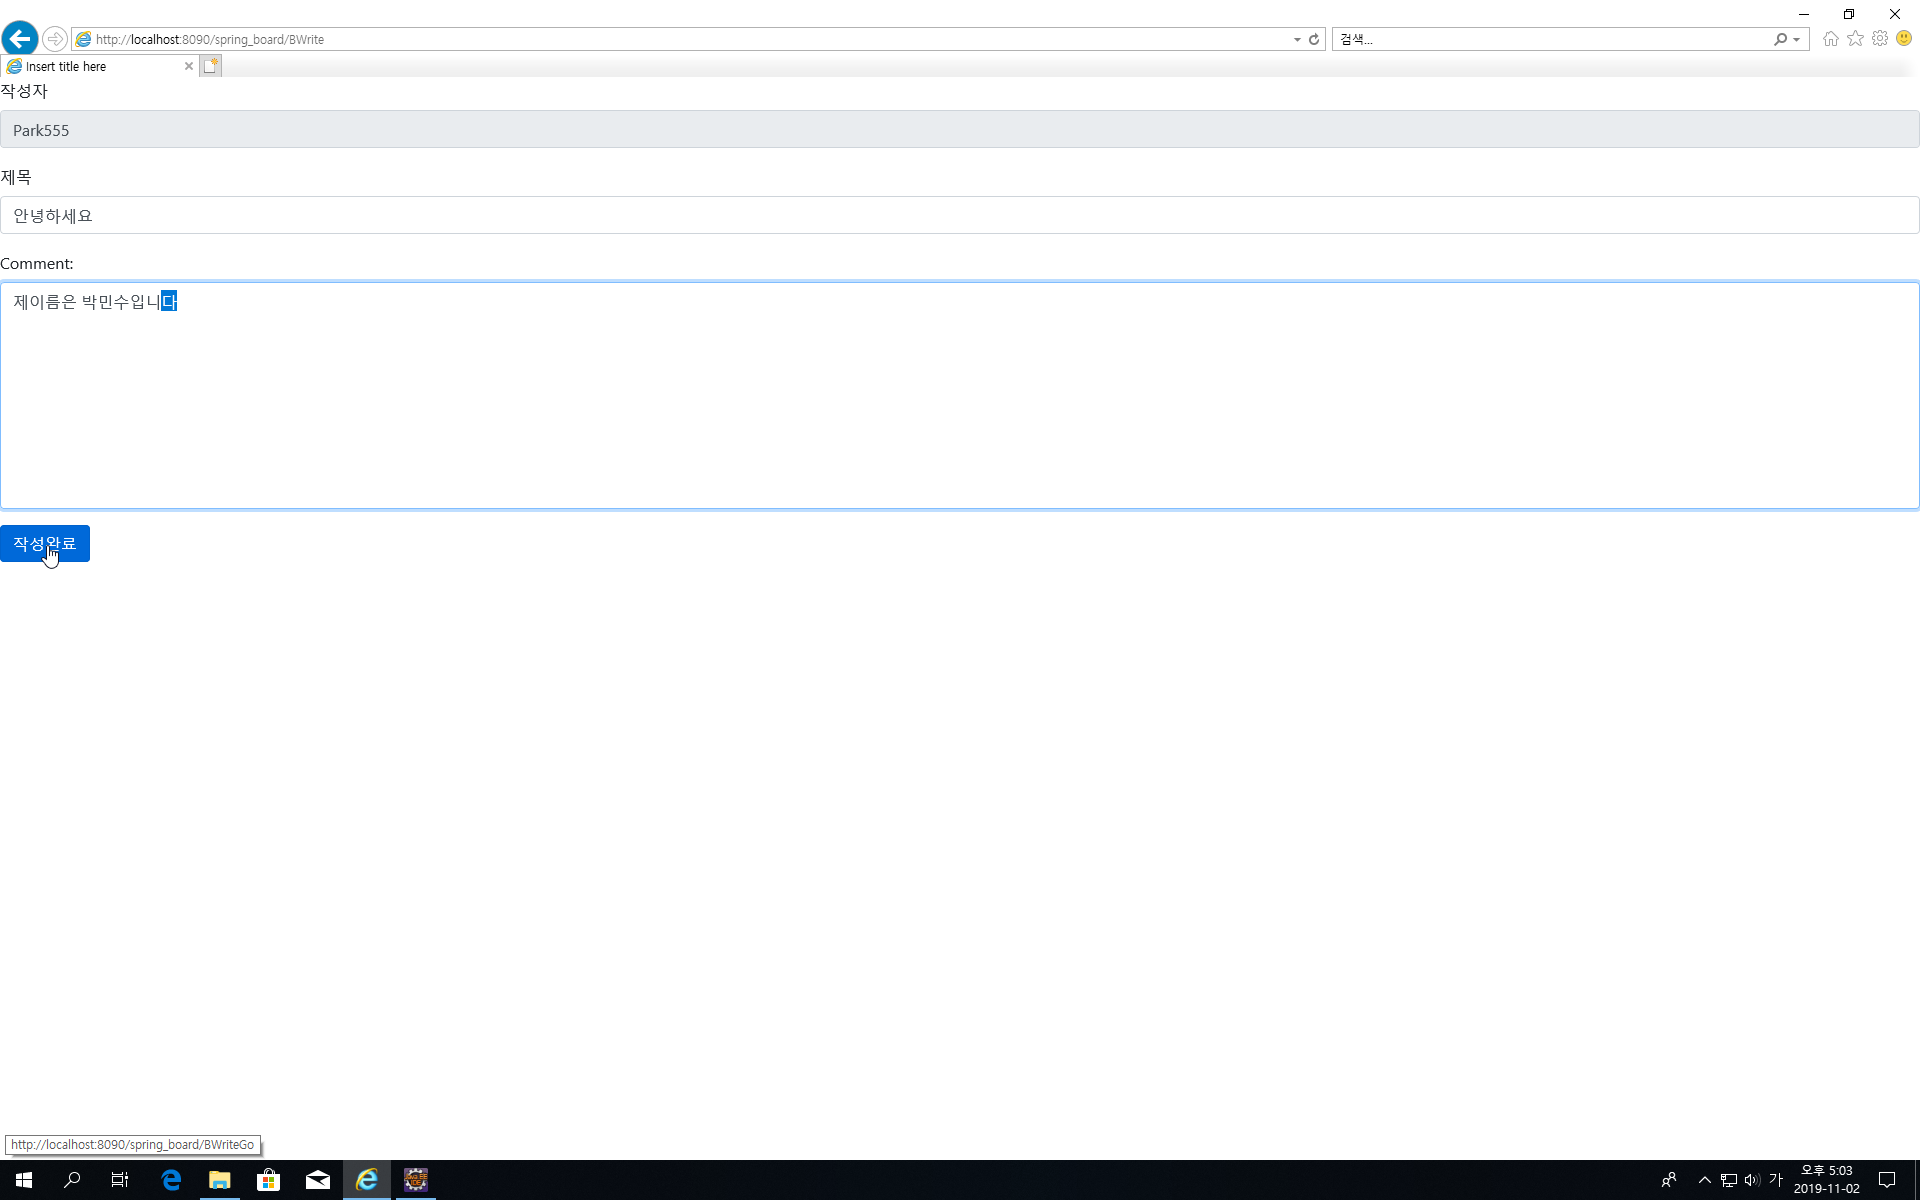 http://localhost:8090/spring_board/BWrite
검색...
Insert title here
작성자
Park555
제목
안녕하세요
Comment:
제이름은 박민수입니다
작성완료
http://localhost:8090/spring_board/BWriteGo
가
오후 5:03
2019-11-02